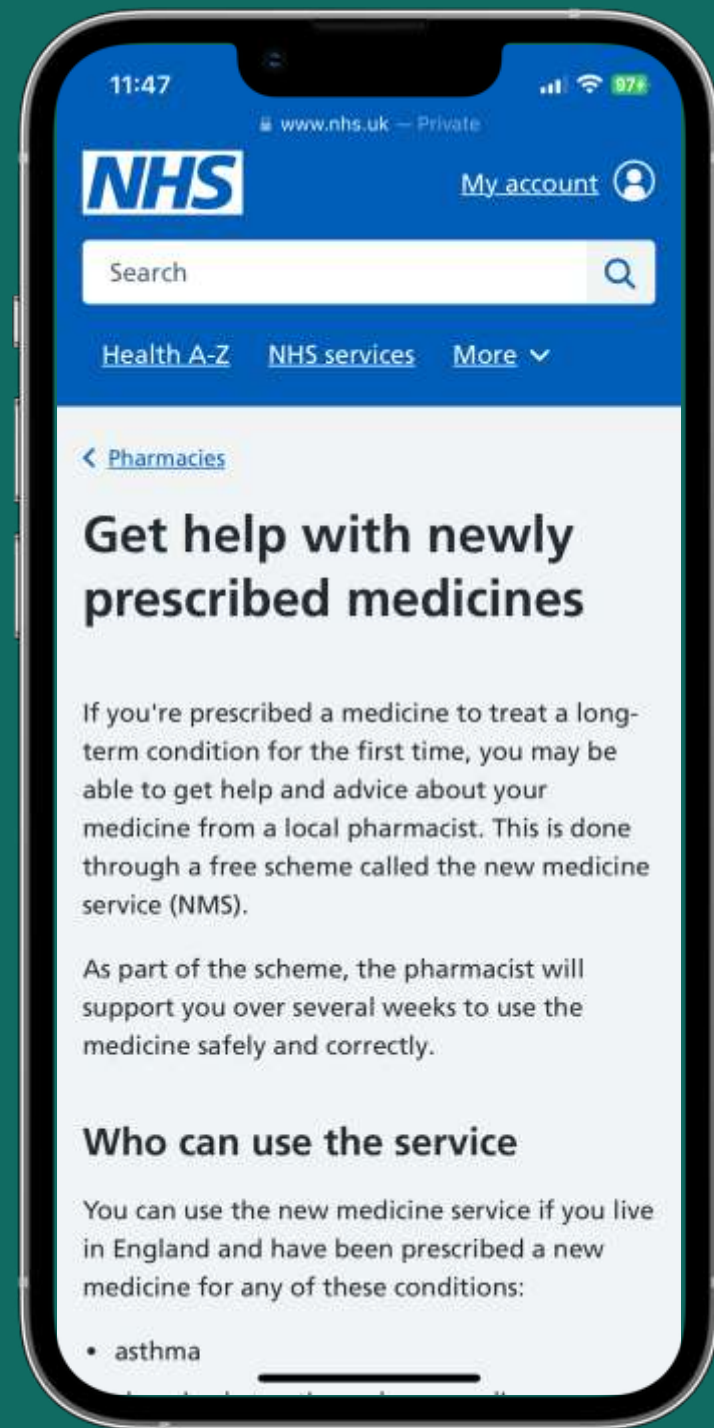 11:47
97
www.nhs.uk — Private
NHS
My account
Search
Health A-Z NHS services More
Pharmacies
Get help with newly
prescribed medicines
If you're prescribed a medicine to treat a long-
term condition for the first time, you may be
able to get help and advice about your
medicine from a local pharmacist. This is done
through a free scheme called the new medicine
service (NMS).
As part of the scheme, the pharmacist will
support you over several weeks to use the
medicine safely and correctly.
Who can use the service
You can use the new medicine service if you live
in England and have been prescribed a new
medicine for any of these conditions:
• asthma